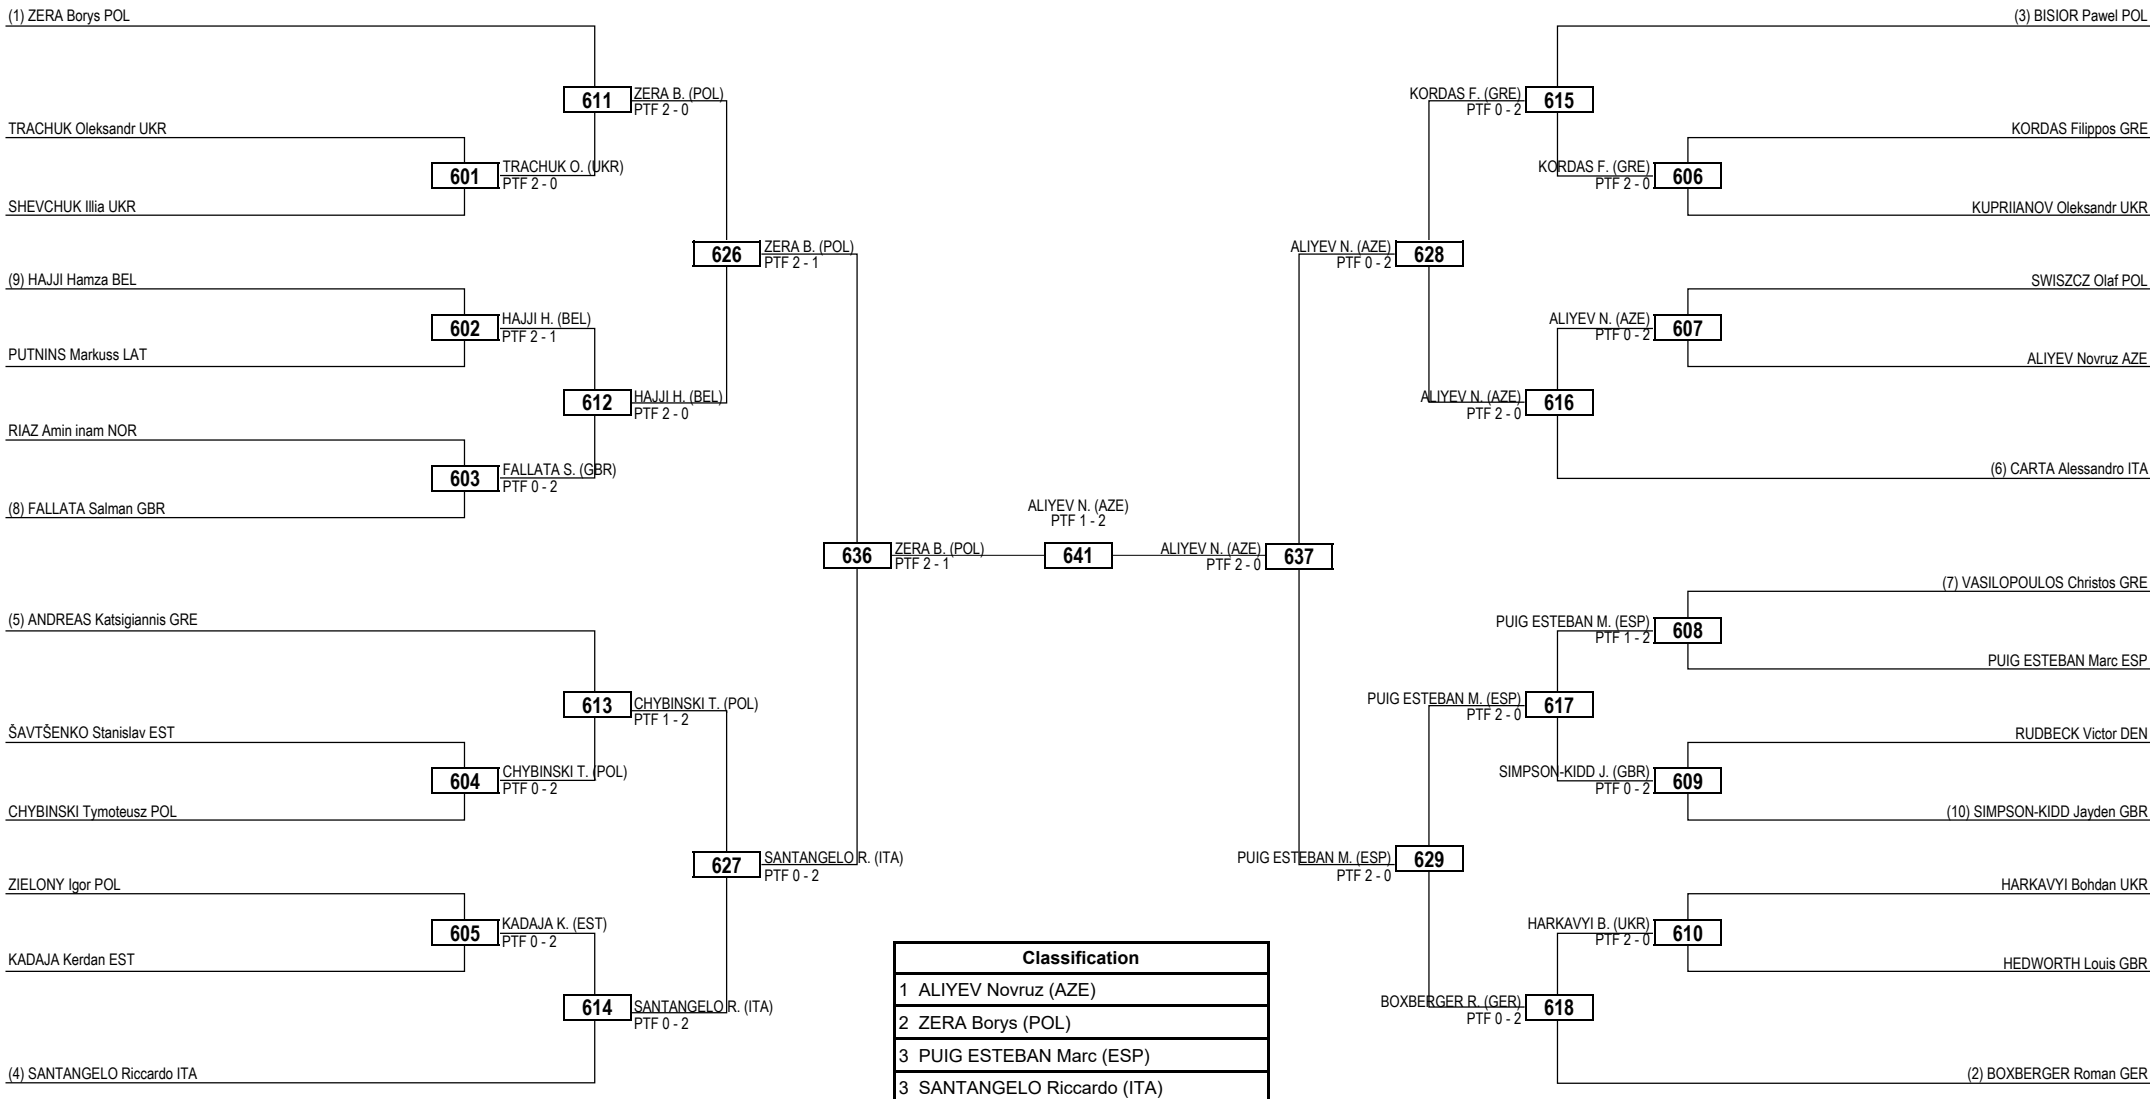 (1) ZERA Borys POL
611
ZERA B. (POL)
PTF 2 - 0
TRACHUK Oleksandr UKR
601
TRACHUK O. (UKR)
PTF 2 - 0
SHEVCHUK Illia UKR
626
ZERA B. (POL)
PTF 2 - 1
(9) HAJJI Hamza BEL
602
HAJJI H. (BEL)
PTF 2 - 1
PUTNINS Markuss LAT
612
HAJJI H. (BEL)
PTF 2 - 0
RIAZ Amin inam NOR
603
FALLATA S. (GBR)
PTF 0 - 2
(8) FALLATA Salman GBR
636
ZERA B. (POL)
PTF 2 - 1
(5) ANDREAS Katsigiannis GRE
613
CHYBINSKI T. (POL)
PTF 1 - 2
ŠAVTŠENKO Stanislav EST
604
CHYBINSKI T. (POL)
PTF 0 - 2
CHYBINSKI Tymoteusz POL
627
SANTANGELO R. (ITA)
PTF 0 - 2
ZIELONY Igor POL
605
KADAJA K. (EST)
PTF 0 - 2
KADAJA Kerdan EST
614
SANTANGELO R. (ITA)
PTF 0 - 2
(4) SANTANGELO Riccardo ITA
ALIYEV N. (AZE)
PTF 1 - 2
641
(3) BISIOR Pawel POL
KORDAS F. (GRE)
PTF 0 - 2
615
KORDAS Filippos GRE
KORDAS F. (GRE)
PTF 2 - 0
606
KUPRIIANOV Oleksandr UKR
ALIYEV N. (AZE)
PTF 0 - 2
628
SWISZCZ Olaf POL
ALIYEV N. (AZE)
PTF 0 - 2
607
ALIYEV Novruz AZE
ALIYEV N. (AZE)
PTF 2 - 0
616
(6) CARTA Alessandro ITA
ALIYEV N. (AZE)
PTF 2 - 0
637
(7) VASILOPOULOS Christos GRE
PUIG ESTEBAN M. (ESP)
PTF 1 - 2
608
PUIG ESTEBAN Marc ESP
PUIG ESTEBAN M. (ESP)
PTF 2 - 0
617
RUDBECK Victor DEN
SIMPSON-KIDD J. (GBR)
PTF 0 - 2
609
(10) SIMPSON-KIDD Jayden GBR
PUIG ESTEBAN M. (ESP)
PTF 2 - 0
629
HARKAVYI Bohdan UKR
HARKAVYI B. (UKR)
PTF 2 - 0
610
HEDWORTH Louis GBR
BOXBERGER R. (GER)
PTF 0 - 2
618
(2) BOXBERGER Roman GER
Classification
1 ALIYEV Novruz (AZE)
2 ZERA Borys (POL)
3 PUIG ESTEBAN Marc (ESP)
3 SANTANGELO Riccardo (ITA)